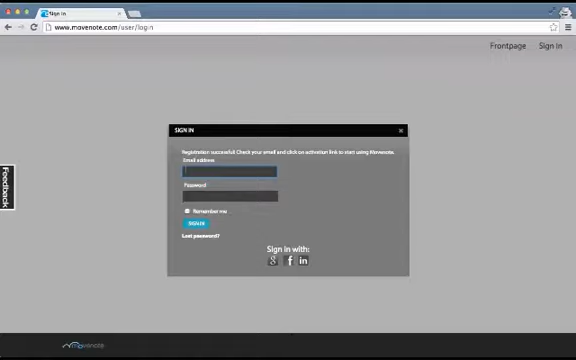 Sign In
www.movenote.com/user/login
Frontpage Sign In
SIGN IN
Registration successful! Check your email and click on activation link to start using Movenote.
Email address
Password
Remember me
SIGN IN
Lost password?
Sign in with:
g f in
Feedback
movenote